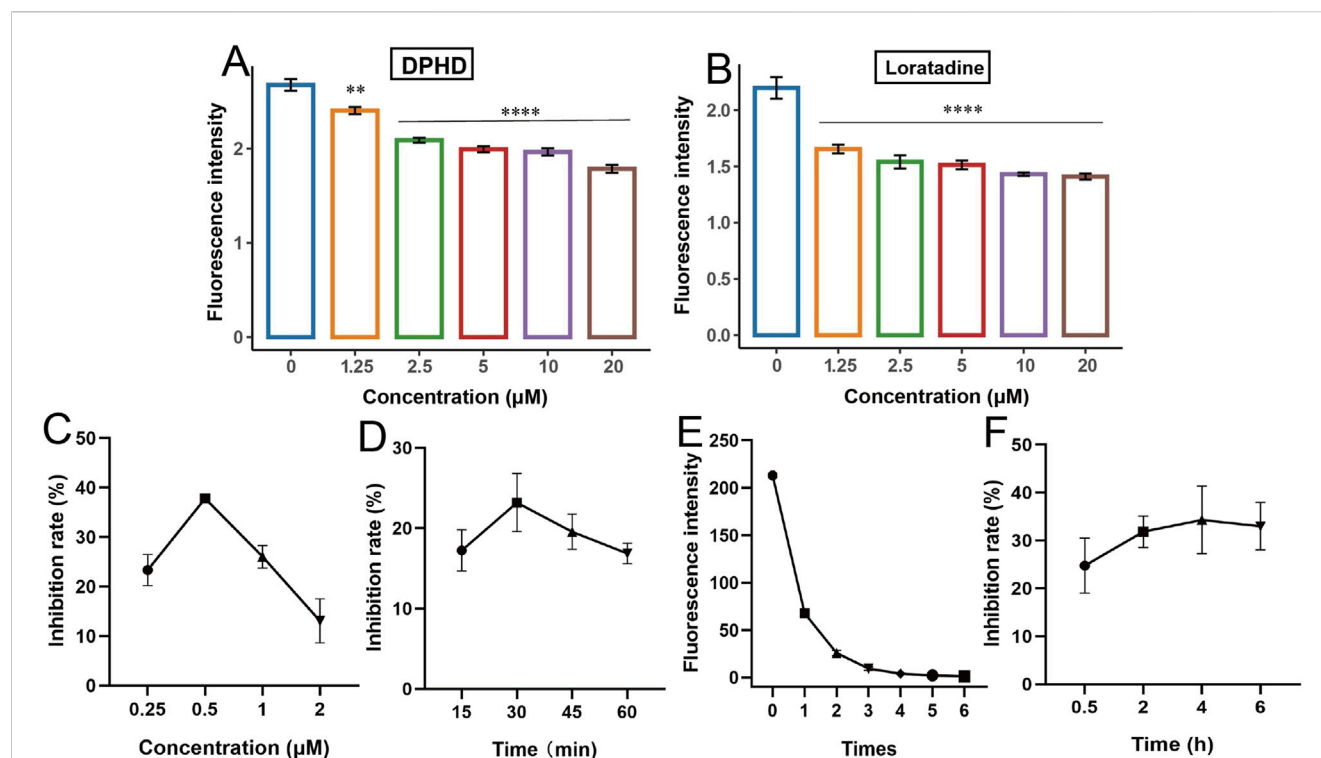 A
DPHD
Fluorescence intensity
2
1
0
**
****
0 1.25 2.5 5 10 20
Concentration (μM)
B
Loratadine
Fluorescence intensity
2.0
1.5
1.0
0.5
0.0
****
0 1.25 2.5 5 10 20
Concentration (μM)
C
Inhibition rate (%)
50
40
30
20
10
0
0.25 0.5 1 2
Concentration (μM)
D
Inhibition rate (%)
30
20
10
0
15 30 45 60
Time (min)
E
Fluorescence intensity
250
200
150
100
50
0
0 1 2 3 4 5 6
Times
F
Inhibition rate (%)
50
40
30
20
10
0
0.5 2 4 6
Time (h)